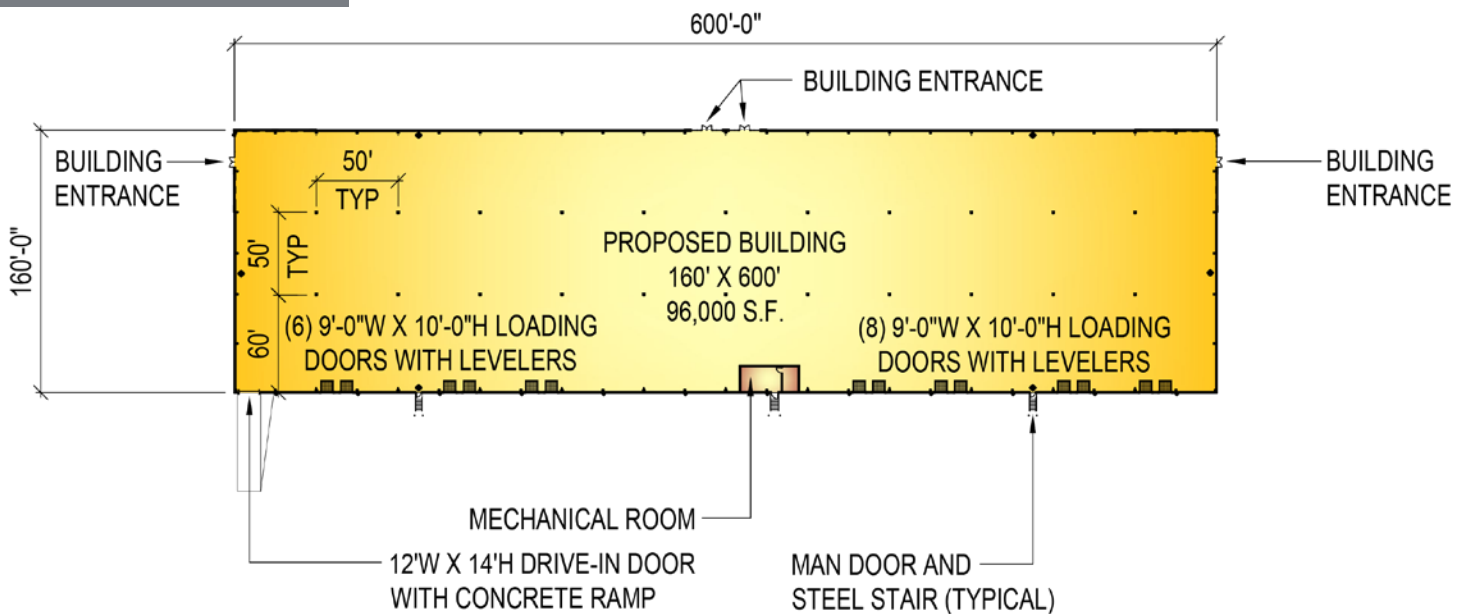 600'-0"
BUILDING ENTRANCE
BUILDING
ENTRANCE
50'
TYP
BUILDING
ENTRANCE
160'-0"
50'
TYP
PROPOSED BUILDING
160' X 600'
96,000 S.F.
60'
(6) 9'-0"W X 10'-0"H LOADING
DOORS WITH LEVELERS
(8) 9'-0"W X 10'-0"H LOADING
DOORS WITH LEVELERS
MECHANICAL ROOM
12'W X 14'H DRIVE-IN DOOR
WITH CONCRETE RAMP
MAN DOOR AND
STEEL STAIR (TYPICAL)